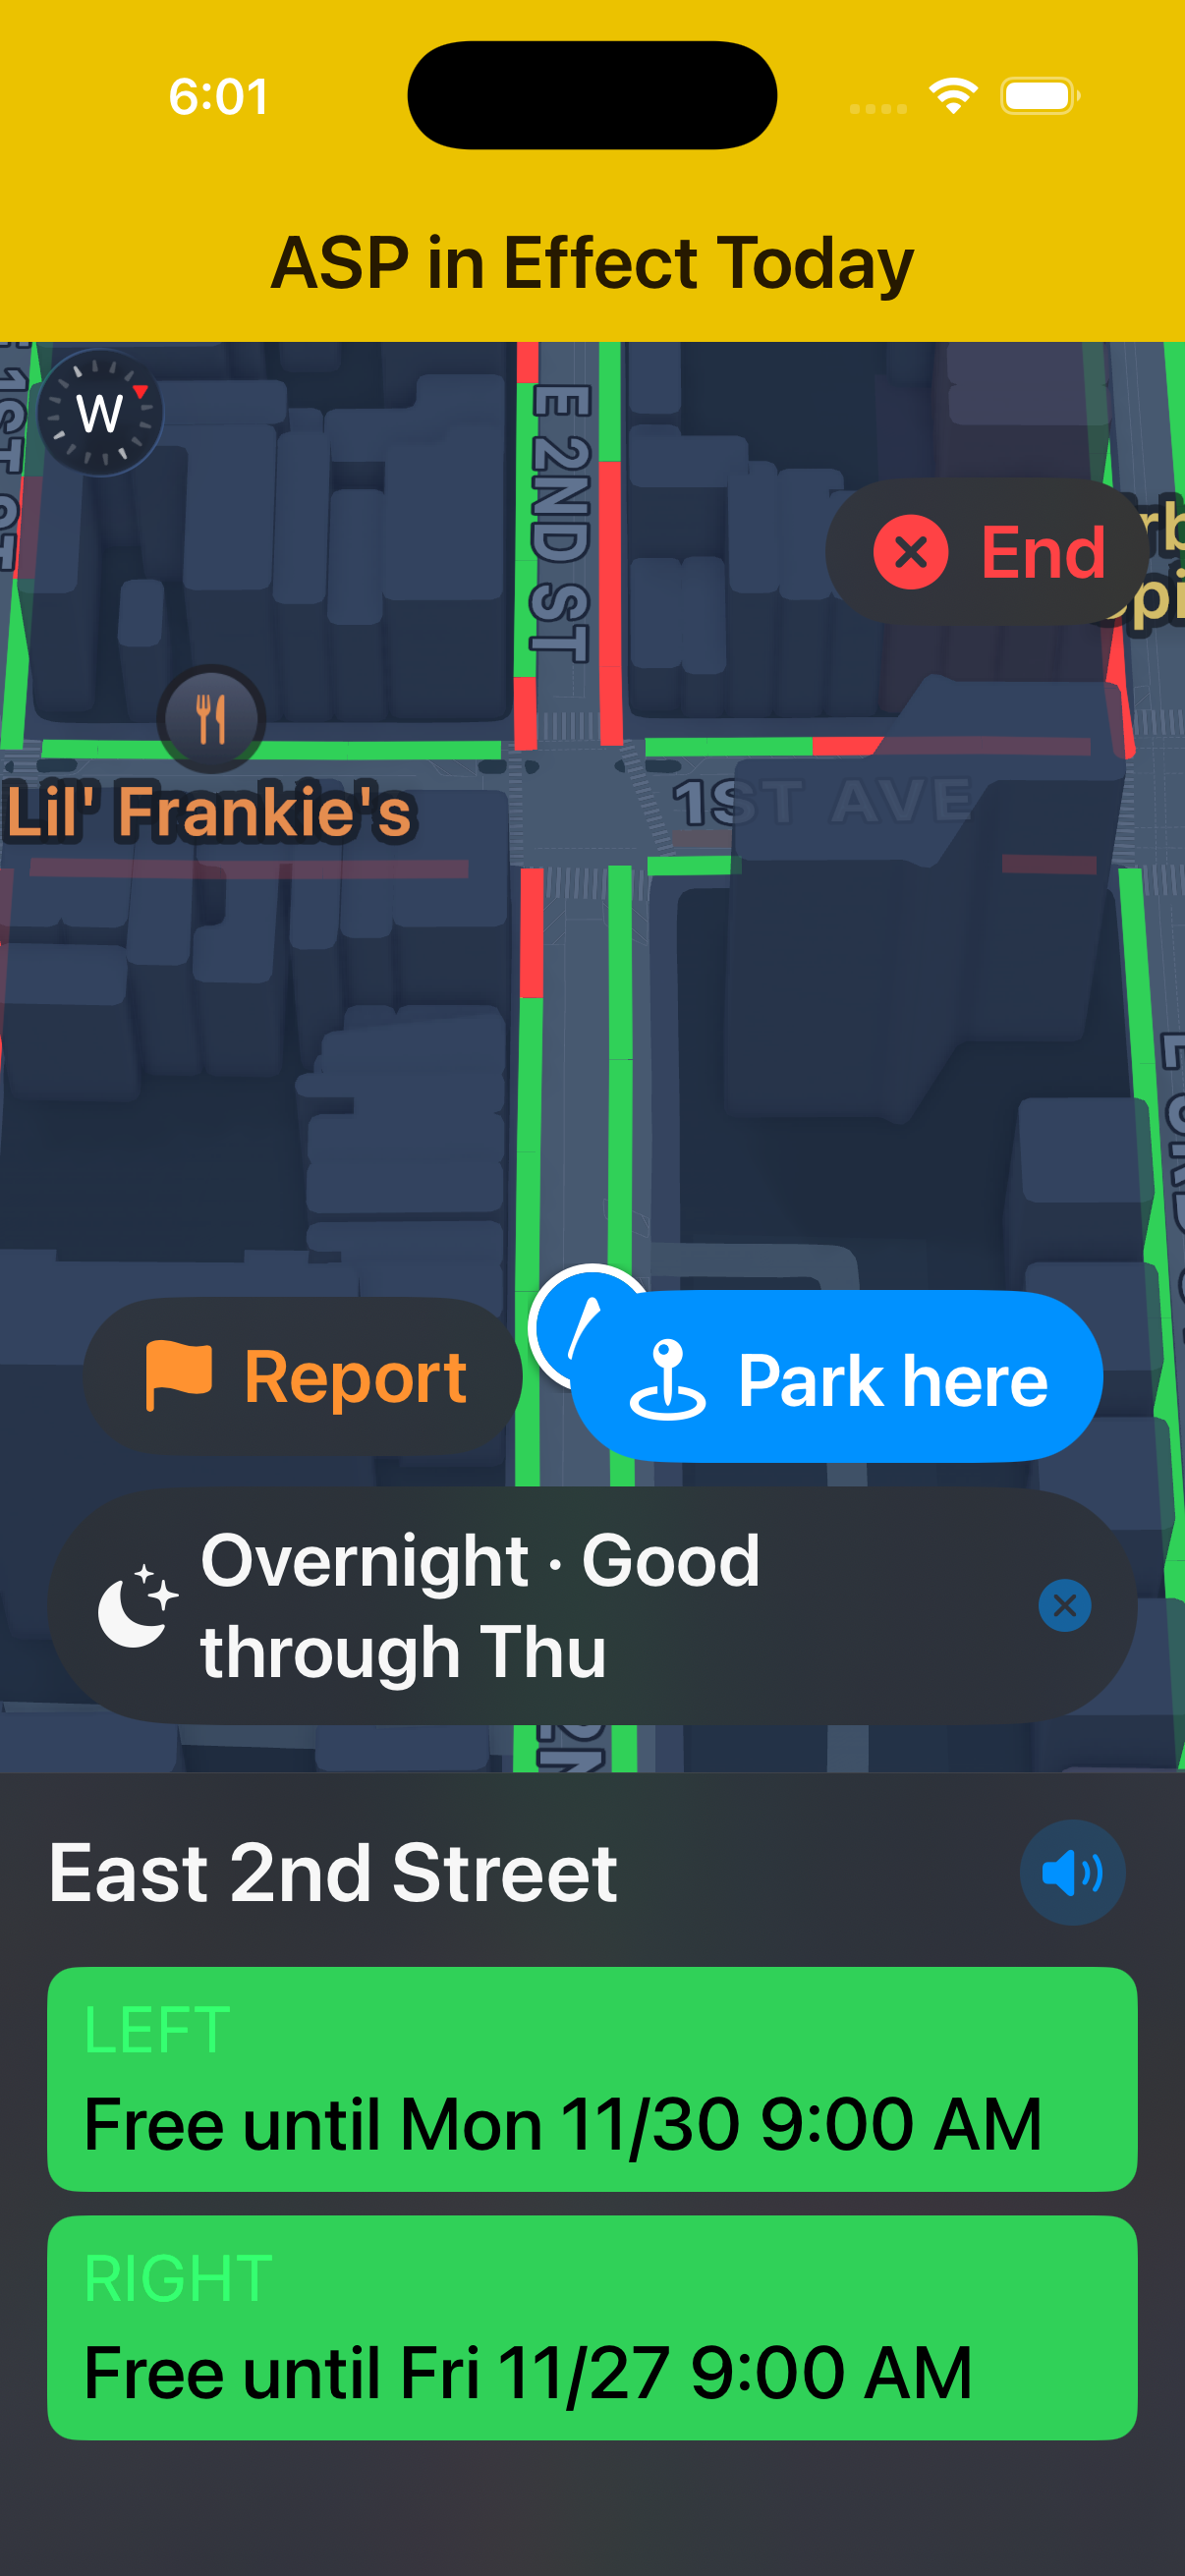 6:01
ASP in Effect Today
1ST ST
W
E 2ND ST
End
Lil' Frankie's
1ST AVE
Report
Park here
Overnight · Good
through Thu
East 2nd Street
LEFT
Free until Mon 11/30 9:00 AM
RIGHT
Free until Fri 11/27 9:00 AM